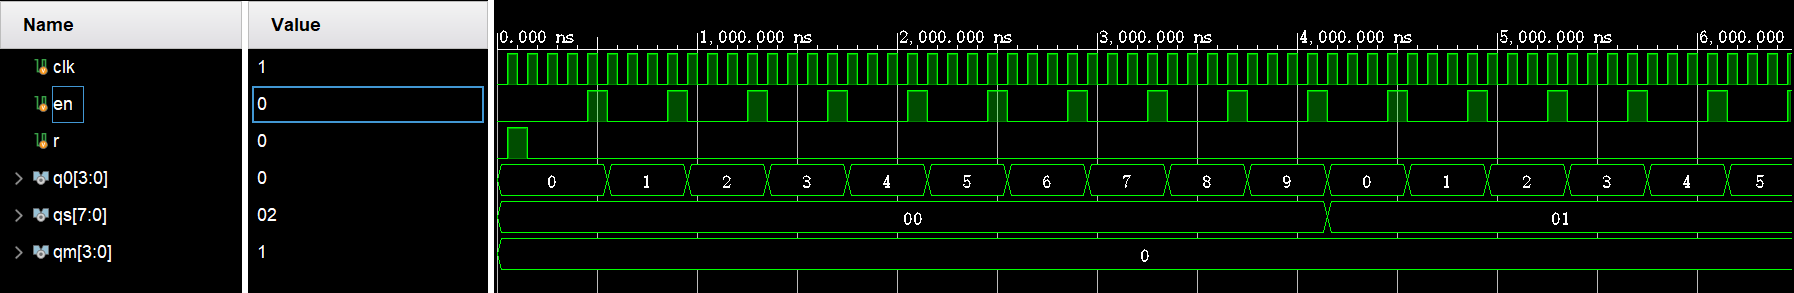 Name Value
0.000 ns 1,000.000 ns 2,000.000 ns 3,000.000 ns 4,000.000 ns 5,000.000 ns 6,000.000
clk 1
en 0
r 0
q0[3:0] 0 0 1 2 3 4 5 6 7 8 9 0 1 2 3 4 5
qs[7:0] 02 00 01
qm[3:0] 1 0